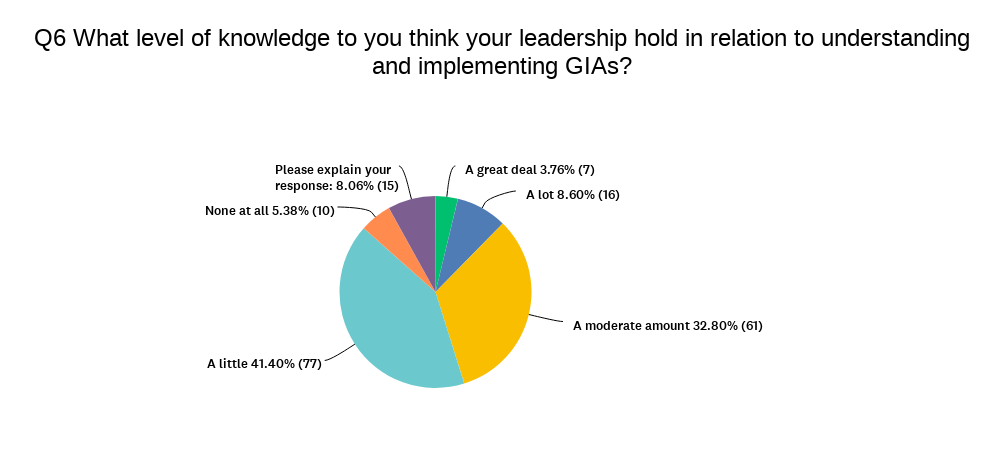 Q6 What level of knowledge to you think your leadership hold in relation to understanding
and implementing GIAs?
Please explain your
response: 8.06% (15)
A great deal 3.76% (7)
A lot 8.60% (16)
None at all 5.38% (10)
A moderate amount 32.80% (61)
A little 41.40% (77)